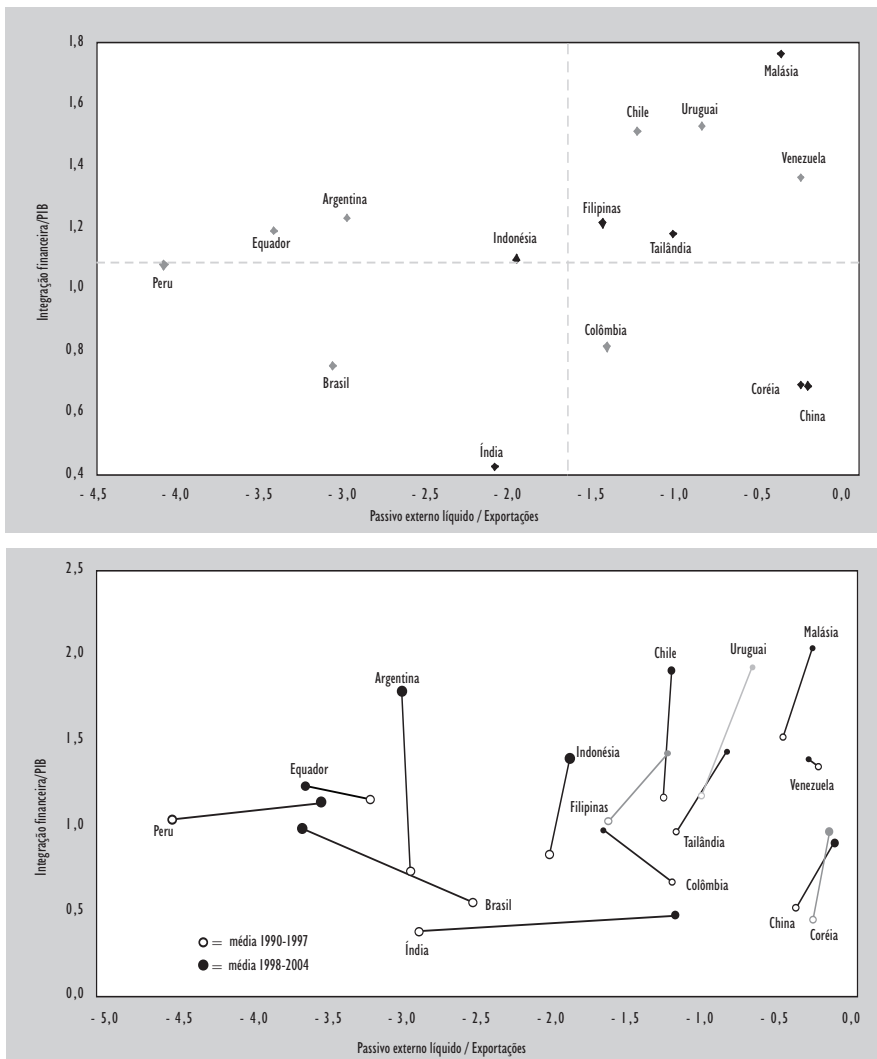 1,8
1,6
1,4
1,2
1,0
0,8
0,6
0,4
Integração financeira/PIB
Malásia
Chile
Uruguai
Venezuela
Argentina
Equador
Filipinas
Indonésia
Tailândia
Peru
Colômbia
Brasil
Coréia
China
Índia
- 4,5 - 4,0 - 3,5 - 3,0 - 2,5 - 2,0 - 1,5 - 1,0 - 0,5 0,0
Passivo externo líquido / Exportações
2,5
2,0
1,5
1,0
0,5
0,0
Integração financeira/PIB
Malásia
Chile
Uruguai
Argentina
Indonésia
Equador
Venezuela
Filipinas
Peru
Tailândia
Colômbia
Brasil
China
Coréia
Índia
= média 1990-1997
= média 1998-2004
- 5,0 - 4,5 - 3,5 - 3,5 - 3,0 - 2,5 - 2,0 - 1,5 - 1,0 - 0,5 0,0
Passivo externo líquido / Exportações